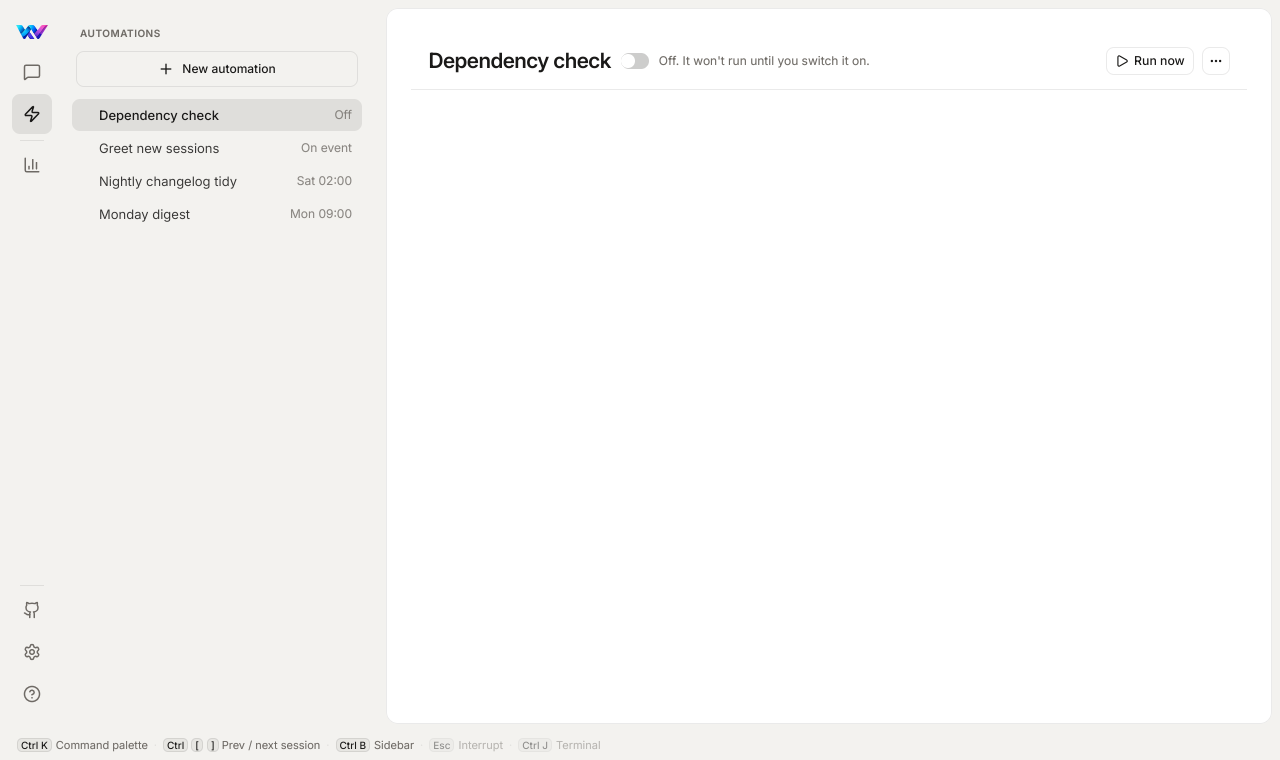 AUTOMATIONS
New automation
Dependency check Off
Greet new sessions On event
Nightly changelog tidy Sat 02:00
Monday digest Mon 09:00
Dependency check Off. It won't run until you switch it on. Run now
Ctrl K Command palette Ctrl [ ] Prev / next session Ctrl B Sidebar Esc Interrupt Ctrl J Terminal